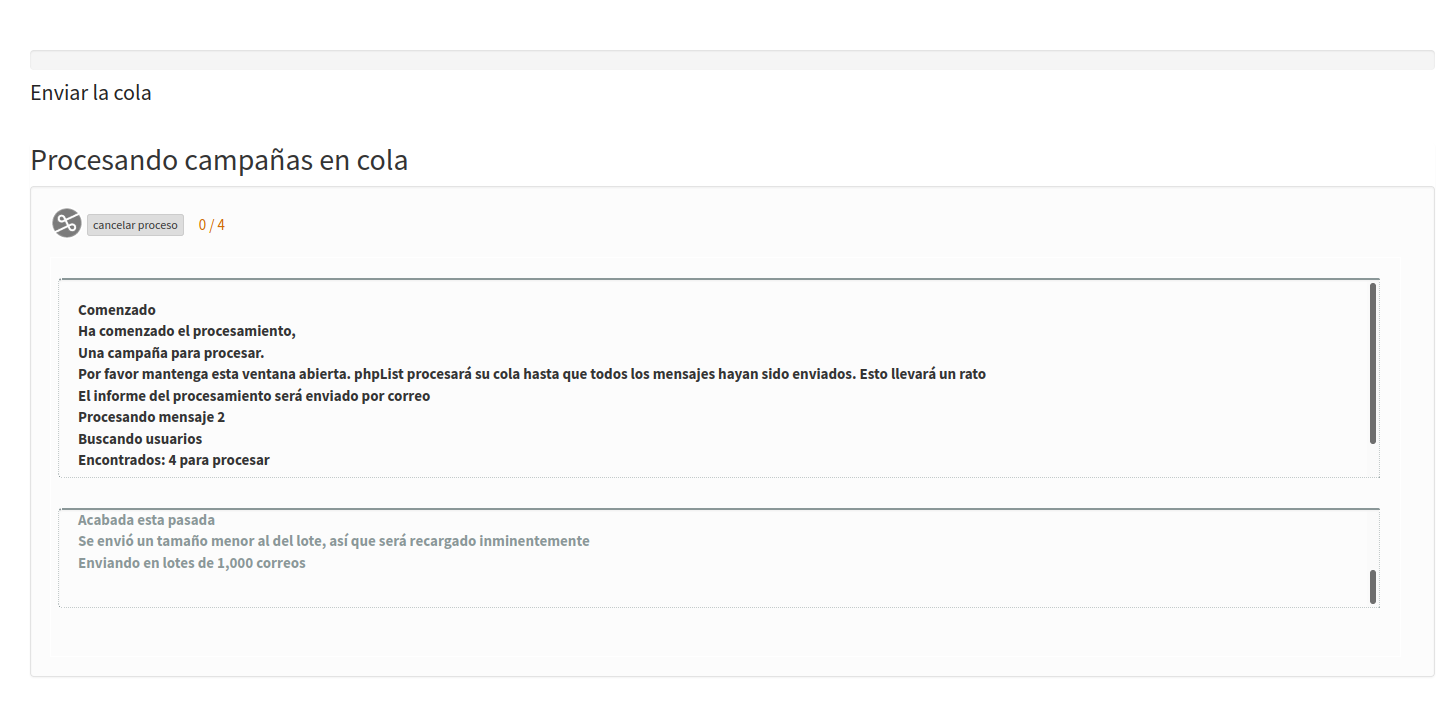 Enviar la cola
Procesando campañas en cola
cancelar proceso 0 / 4
Comenzado
Ha comenzado el procesamiento,
Una campaña para procesar.
Por favor mantenga esta ventana abierta. phpList procesará su cola hasta que todos los mensajes hayan sido enviados. Esto llevará un rato
El informe del procesamiento será enviado por correo
Procesando mensaje 2
Buscando usuarios
Encontrados: 4 para procesar
Acabada esta pasada
Se envió un tamaño menor al del lote, así que será recargado inminentemente
Enviando en lotes de 1,000 correos